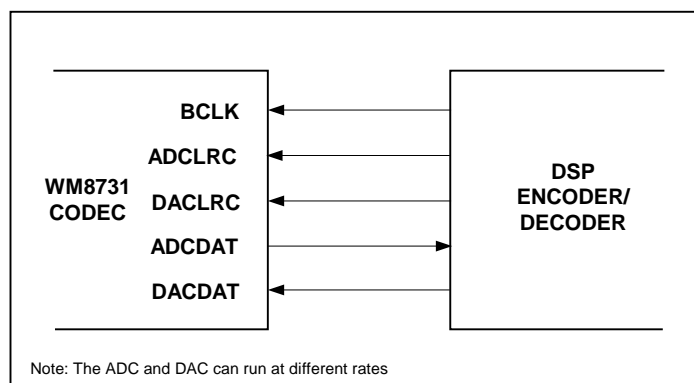 BCLK
ADCLRC
WM8731
CODEC
DACLRC
ADCDAT
DACDAT
DSP
ENCODER/
DECODER
Note: The ADC and DAC can run at different rates